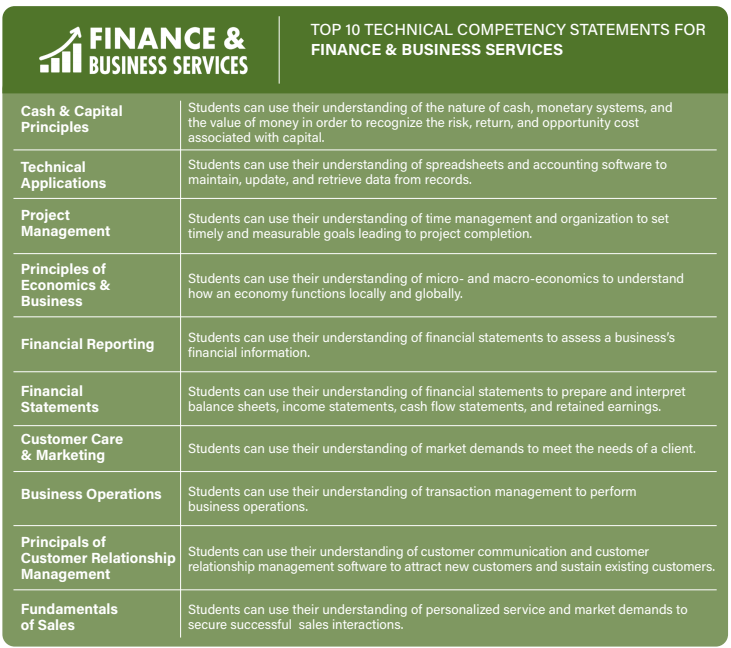 FINANCE &
BUSINESS SERVICES
TOP 10 TECHNICAL COMPETENCY STATEMENTS FOR
FINANCE & BUSINESS SERVICES
Cash & Capital
Principles
Students can use their understanding of the nature of cash, monetary systems, and
the value of money in order to recognize the risk, return, and opportunity cost
associated with capital.
Technical
Applications
Students can use their understanding of spreadsheets and accounting software to
maintain, update, and retrieve data from records.
Project
Management
Students can use their understanding of time management and organization to set
timely and measurable goals leading to project completion.
Principles of
Economics &
Business
Students can use their understanding of micro- and macro-economics to understand
how an economy functions locally and globally.
Financial Reporting
Students can use their understanding of financial statements to assess a business's
financial information.
Financial
Statements
Students can use their understanding of financial statements to prepare and interpret
balance sheets, income statements, cash flow statements, and retained earnings.
Customer Care
& Marketing
Students can use their understanding of market demands to meet the needs of a client.
Business Operations
Students can use their understanding of transaction management to perform
business operations.
Principals of
Customer Relationship
Management
Students can use their understanding of customer communication and customer
relationship management software to attract new customers and sustain existing customers.
Fundamentals
of Sales
Students can use their understanding of personalized service and market demands to
secure successful  sales interactions.